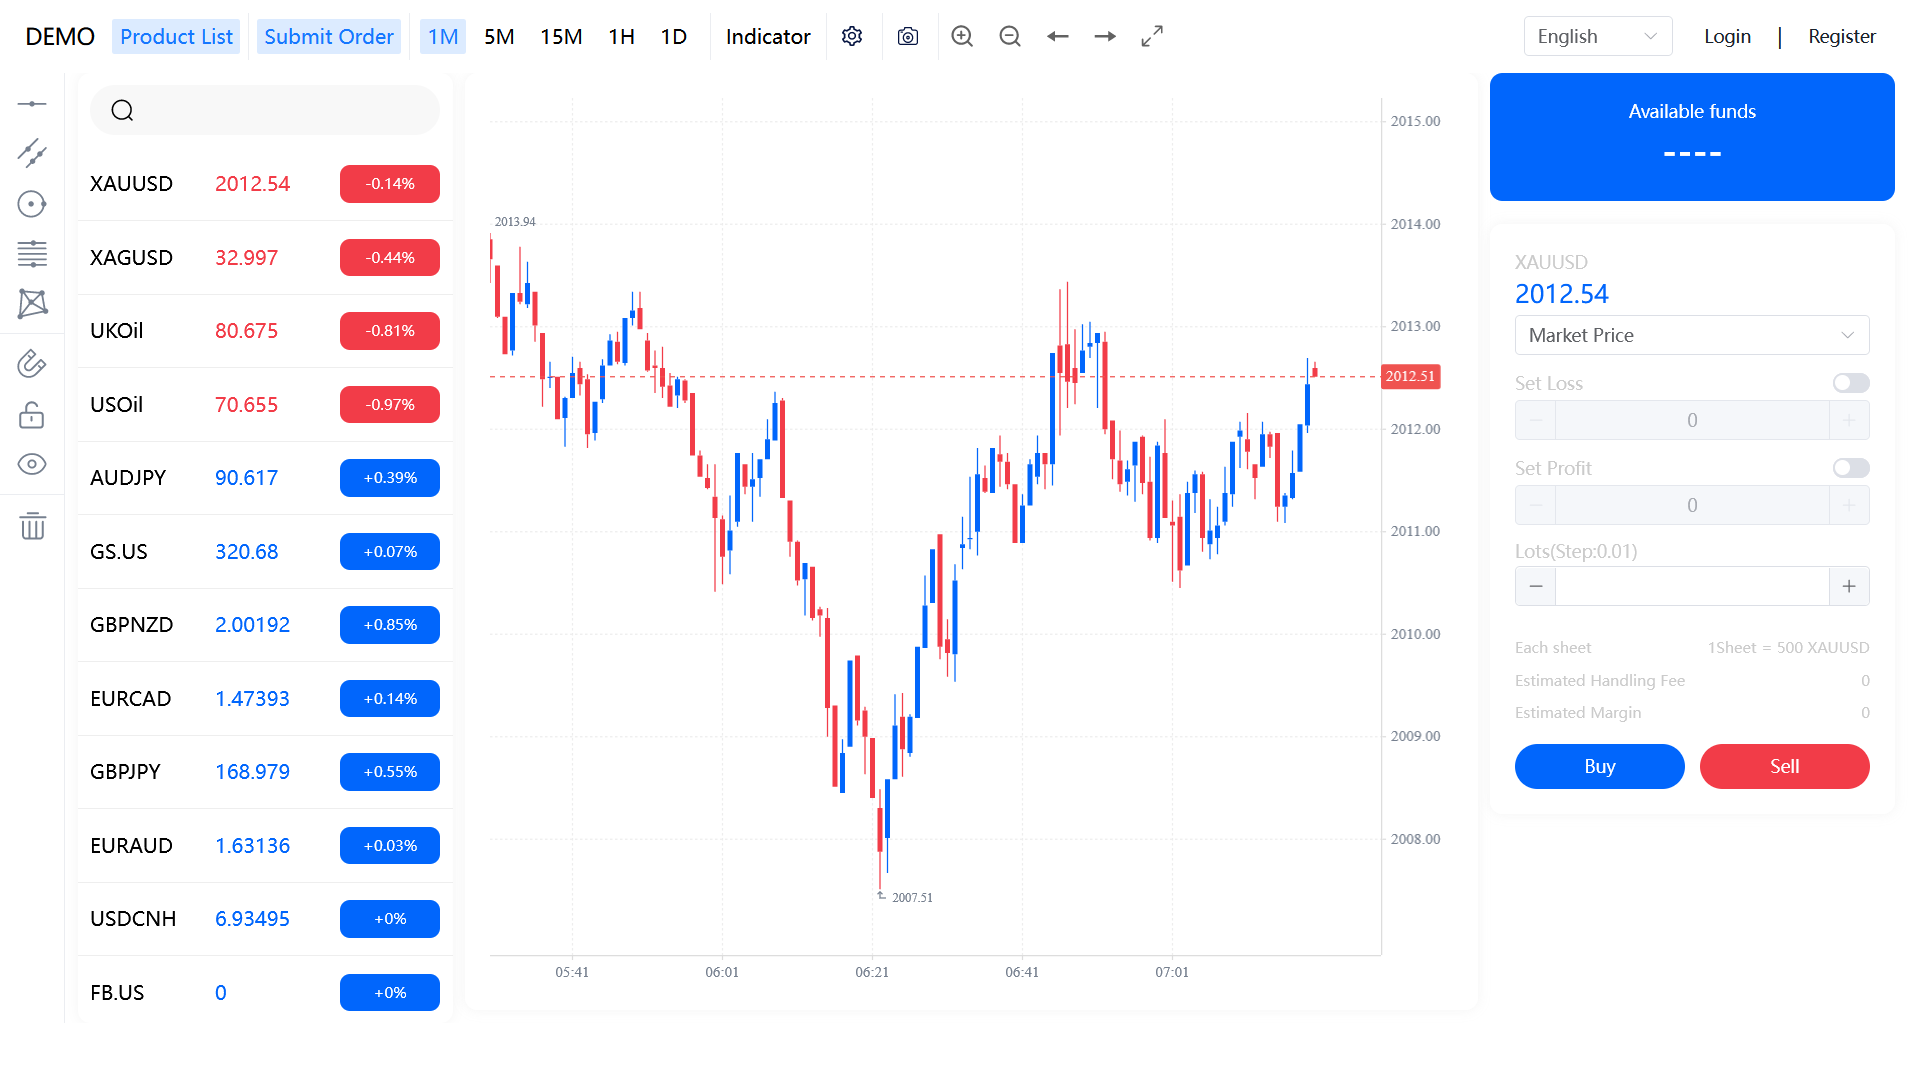 DEMO Product List Submit Order 1M 5M 15M 1H 1D Indicator English Login | Register
XAUUSD 2012.54 -0.14%
XAGUSD 32.997 -0.44%
UKOil 80.675 -0.81%
USOil 70.655 -0.97%
AUDJPY 90.617 +0.39%
GS.US 320.68 +0.07%
GBPNZD 2.00192 +0.85%
EURCAD 1.47393 +0.14%
GBPJPY 168.979 +0.55%
EURAUD 1.63136 +0.03%
USDCNH 6.93495 +0%
FB.US 0 +0%
2013.94
2007.51
2015.00
2014.00
2013.00
2012.51
2012.00
2011.00
2010.00
2009.00
2008.00
05:41 06:01 06:21 06:41 07:01
Available funds
----
XAUUSD
2012.54
Market Price
Set Loss
0
Set Profit
0
Lots(Step:0.01)
Each sheet 1Sheet = 500 XAUUSD
Estimated Handling Fee 0
Estimated Margin 0
Buy Sell